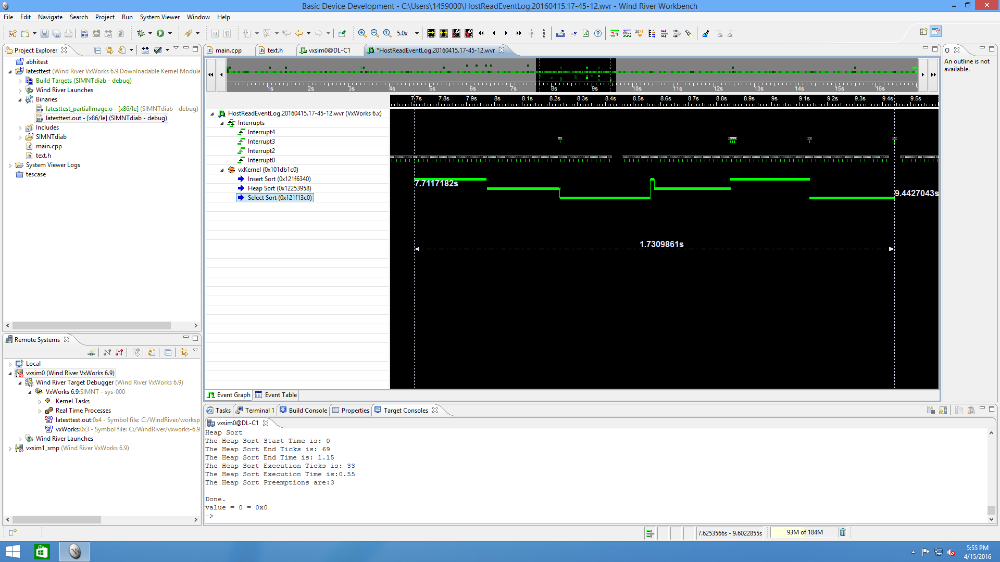 Basic Device Development - C:\Users\1459000\HostReadEventLog.20160415.17-45-12.wvr - Wind River Workbench
File Edit Navigate Search Project Run System Viewer Window Help
5.0x
Project Explorer
abhitest
latesttest (Wind River VxWorks 6.9 Downloadable Kernel Module
Build Targets (SIMNTdiab - debug)
Wind River Launches
Binaries
latesttest_partialImage.o - [x86/le] (SIMNTdiab - debug)
latesttest.out - [x86/le] (SIMNTdiab - debug)
Includes
SIMNTdiab
main.cpp
text.h
System Viewer Logs
tescase
main.cpp
text.h
vxsim0@DL-C1
*HostReadEventLog.20160415.17-45-12.wvr
1s 2s 3s 4s 5s 6s 7s 8s 9s 10s 11s 12s 13s 14s 15s 16s
7.7s 7.8s 7.9s 8s 8.1s 8.2s 8.3s 8.4s 8.5s 8.6s 8.7s 8.8s 8.9s 9s 9.1s 9.2s 9.3s 9.4s 9.5s
HostReadEventLog.20160415.17-45-12.wvr (VxWorks 6.x)
Interrupts
Interrupt4
Interrupt3
Interrupt2
Interrupt0
vxKernel (0x101db1c0)
Insert Sort (0x121f6340)
Heap Sort (0x12253958)
Select Sort (0x121f13c0)
7.7117182s
9.4427043s
1.7309861s
Event Graph
Event Table
O
An outline is not
available.
Remote Systems
Local
vxsim0 (Wind River VxWorks 6.9)
Wind River Target Debugger (Wind River VxWorks 6.9)
VxWorks 6.9:SIMNT - sys-000
Kernel Tasks
Real Time Processes
latesttest.out:0x4 - Symbol file: C:/WindRiver/worksp
vxWorks:0x3 - Symbol file: C:/WindRiver/vxworks-6.9
Wind River Launches
vxsim1_smp (Wind River VxWorks 6.9)
Tasks
Terminal 1
Build Console
Properties
Target Consoles
vxsim0@DL-C1
Heap Sort
The Heap Sort Start Time is: 0
The Heap Sort End Ticks is: 69
The Heap Sort End Time is: 1.15
The Heap Sort Execution Ticks is: 33
The Heap Sort Execution Time is:0.55
The Heap Sort Preemptions are:3
Done.
value = 0 = 0x0
->
7.6253566s - 9.6022855s
93M of 184M
5:55 PM
4/15/2016